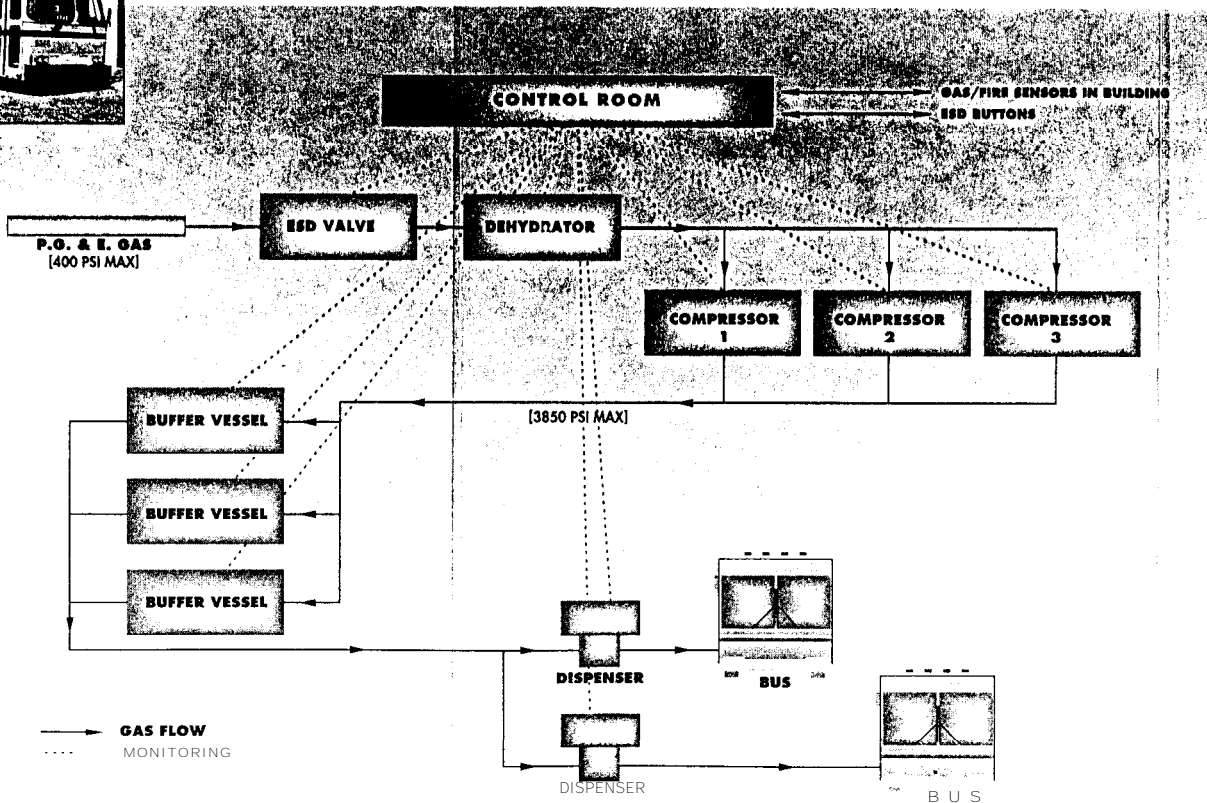 CONTROL ROOM
GAS/FIRE SENSORS IN BUILDING
ESD BUTTONS
P.G. & E. GAS
[400 PSI MAX]
ESD VALVE
DEHYDRATOR
COMPRESSOR
1
COMPRESSOR
2
COMPRESSOR
3
[3850 PSI MAX]
BUFFER VESSEL
BUFFER VESSEL
BUFFER VESSEL
DISPENSER
BUS
GAS FLOW
MONITORING
DISPENSER
BUS